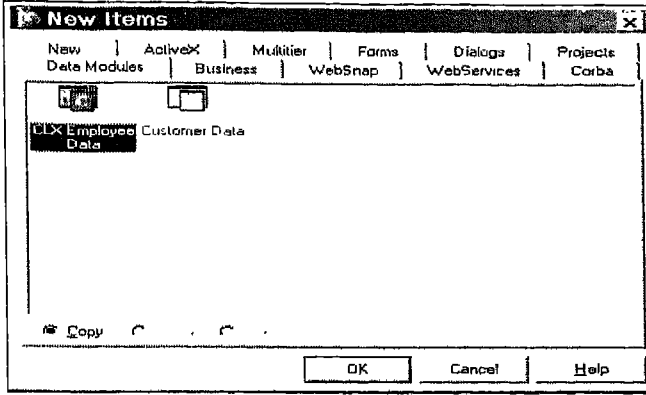 New Items
New ActiveX Multitier Forms Dialogs Projects
Data Modules Business WebSnap WebServices Corba
CLX Employee Customer Data
Data
Copy
OK Cancel Help